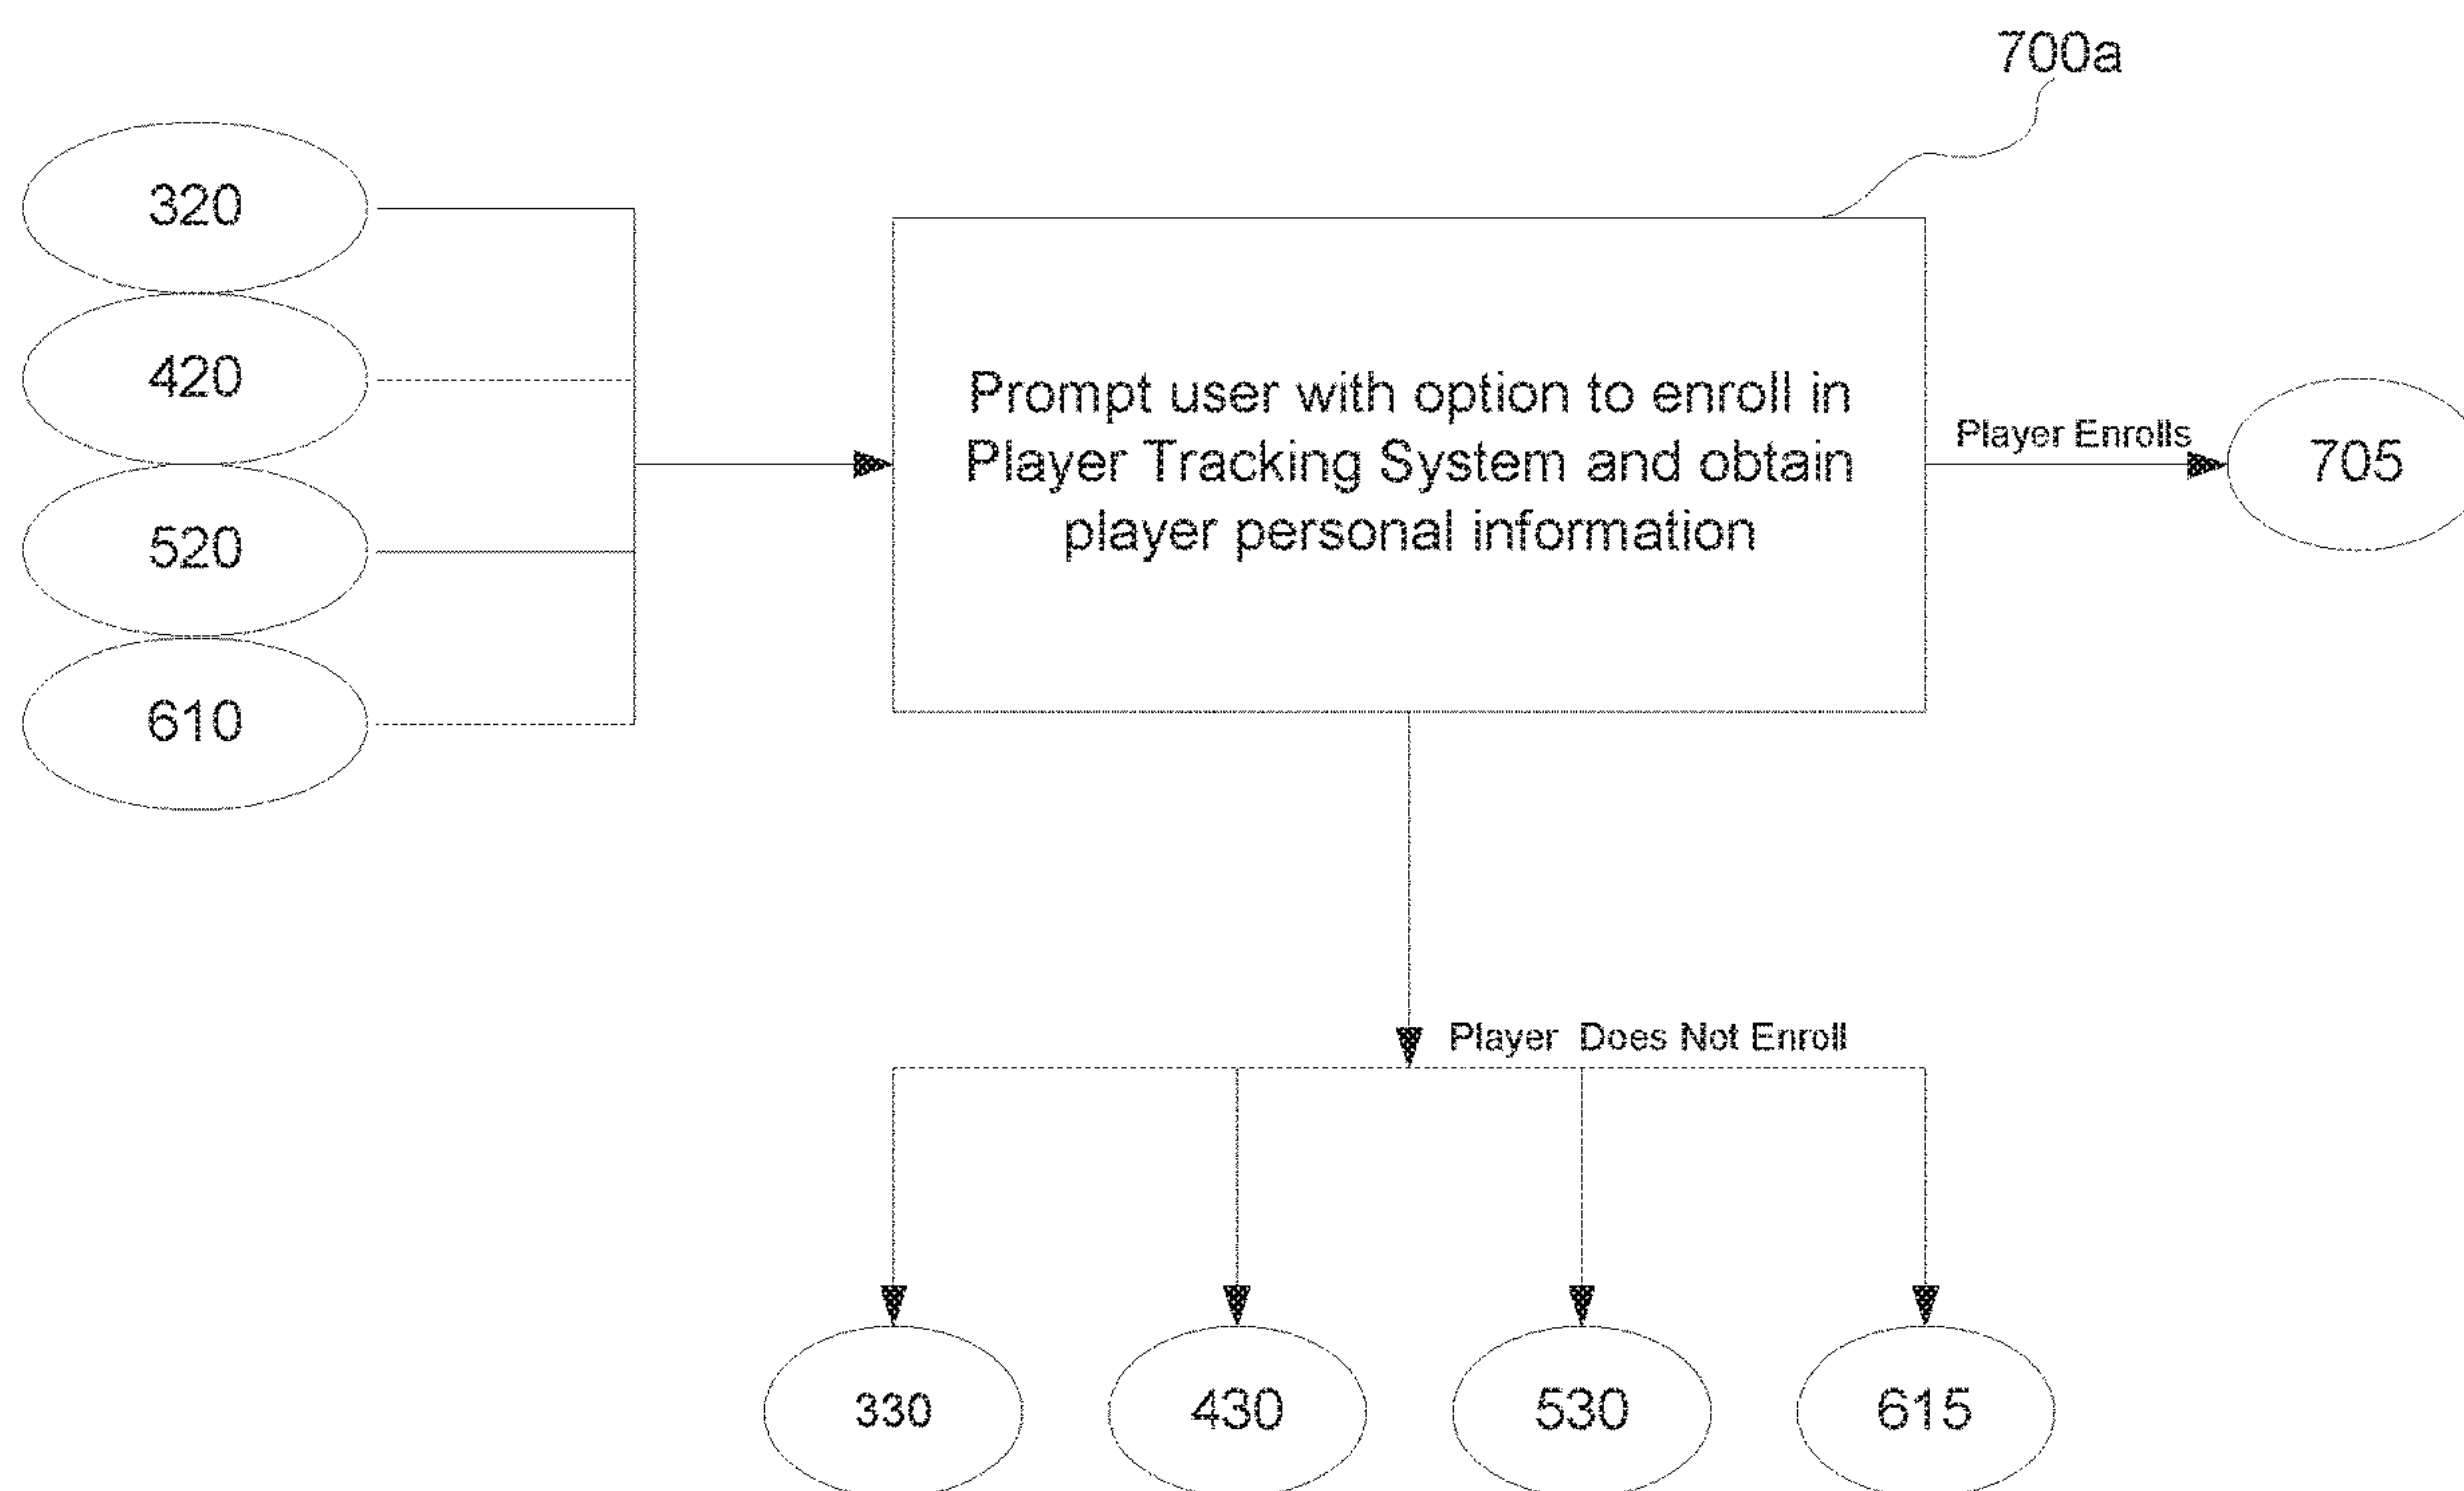 700a
320
420
520
610
Prompt user with option to enroll in
Player Tracking System and obtain
player personal information
Player Enrolls
705
Player Does Not Enroll
330
430
530
615